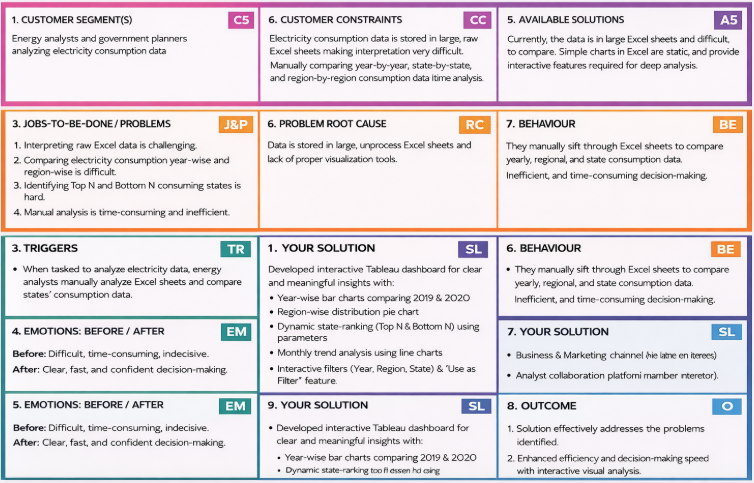 1. CUSTOMER SEGMENT(S)
C5
Energy analysts and government planners
analyzing electricity consumption data
6. CUSTOMER CONSTRAINTS
CC
Electricity consumption data is stored in large, raw
Excel sheets making interpretation very difficult.
Manually comparing year-by-year, state-by-state,
and region-by-region consumption data itime analysis.
5. AVAILABLE SOLUTIONS
A5
Currently, the data is in large Excel sheets and difficult,
to compare. Simple charts in Excel are static, and provide
interactive features required for deep analysis.
3. JOBS-TO-BE-DONE / PROBLEMS
J&P
1. Interpreting raw Excel data is challenging.
2. Comparing electricity consumption year-wise and
region-wise is difficult.
3. Identifying Top N and Bottom N consuming states is
hard.
4. Manual analysis is time-consuming and inefficient.
6. PROBLEM ROOT CAUSE
RC
Data is stored in large, unprocess Excel sheets and
lack of proper visualization tools.
7. BEHAVIOUR
BE
They manually sift through Excel sheets to compare
yearly, regional, and state consumption data.
Inefficient, and time-consuming decision-making.
3. TRIGGERS
TR
• When tasked to analyze electricity data, energy
analysts manually analyze Excel sheets and compare
states' consumption data.
4. EMOTIONS: BEFORE / AFTER
EM
Before: Difficult, time-consuming, indecisive.
After: Clear, fast, and confident decision-making.
5. EMOTIONS: BEFORE / AFTER
EM
Before: Difficult, time-consuming, indecisive.
After: Clear, fast, and confident decision-making.
1. YOUR SOLUTION
SL
Developed interactive Tableau dashboard for clear
and meaningful insights with:
• Year-wise bar charts comparing 2019 & 2020
• Region-wise distribution pie chart
• Dynamic state-ranking (Top N & Bottom N) using
parameters
• Monthly trend analysis using line charts
• Interactive filters (Year, Region, State) & "Use as
Filter" feature.
9. YOUR SOLUTION
SL
• Developed interactive Tableau dashboard for
clear and meaningful insights with:
• Year-wise bar charts comparing 2019 & 2020
• Dynamic state-rarking
6. BEHAVIOUR
BE
• They manually sift through Excel sheets to compare
yearly, regional, and state consumption data.
Inefficient, and time-consuming decision-making.
7. YOUR SOLUTION
SL
• Business & Marketing channel
• Analyst collaboration platfomi mamber
8. OUTCOME
O
1. Solution effectively addresses the problems
identified.
2. Enhanced efficiency and decision-making speed
with interactive visual analysis.